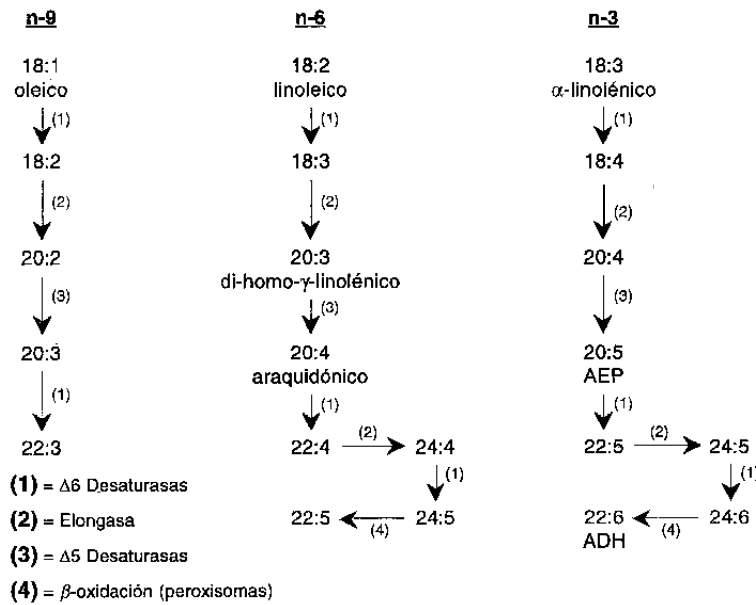 n-9 n-6 n-3
18:1 18:2 18:3
oleico linoleico α-linolénico
(1) (1) (1)
18:2 18:3 18:4
(2) (2) (2)
20:2 20:3 20:4
di-homo-γ-linolénico
(3) (3) (3)
20:3 20:4 20:5
araquidónico AEP
(1) (1) (1)
22:3 22:4 (2) 24:4 22:5 (2) 24:5
(1) = Δ6 Desaturasas (1) (1)
(2) = Elongasa 22:5 (4) 24:5 22:6 (4) 24:6
ADH
(3) = Δ5 Desaturasas
(4) = β-oxidación (peroxisomas)